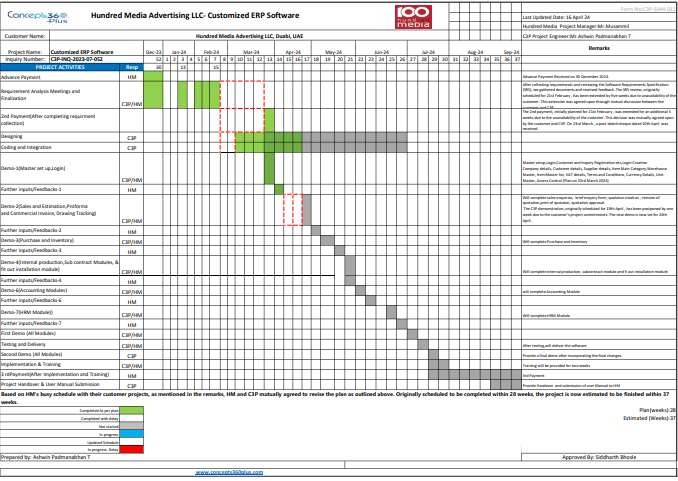 Concepts360 Plus
Hundred Media Advertising LLC- Customized ERP Software
100 hundred media
Last Updated Date: 16 April 24
Hundred Media Project Manager:Mr.Musammil
Customer Name:
Hundred Media Advertising LLC, Duabi, UAE
C3P Project Engineer:Mr.Ashwin Padmanabhan T
Project Name: Customized ERP Software
Dec-23 Jan-24 Feb-24 Mar-24 Apr-24 May-24 Jun-24 Jul-24 Aug-24 Sep-24
Remarks
Inquiry Number: C3P-INQ-2023-07-052
52 1 2 3 4 5 6 7 8 9 10 11 12 13 14 15 16 17 18 19 20 21 22 23 24 25 26 27 28 29 30 31 32 33 34 35 36 37
PROJECT ACTIVITIES Resp 30 13 15
Advance Payment HM
Advance Payment Received on 30 December 2023.
Requirement Analysis Meetings and Finalization C3P/HM
2nd Payment(After completing requirment collection) HM
Designing C3P
Coding and Integration C3P
Demo-1(Master set up,Login) C3P/HM
Further inputs/Feedbacks-1 HM
Demo-2(Sales and Estimation,Proforma and Commercial Invoice, Drawing Tracking) C3P/HM
Further inputs/Feedbacks-2 HM
Demo-3(Purchase and Inventory) C3P/HM
Will complete Purchase and Inventory
Further inputs/Feedbacks-3 HM
Demo-4(Internal production,Sub contract Modules, & fit out installation module) C3P/HM
Will complete internal production, subcontract module and fit out installation module
Further inputs/Feedbacks-4 HM
Demo-6(Accounting Modules) C3P/HM
will complete Accounting Module
Further inputs/Feedbacks-6 HM
Demo-7(HRM Module)) C3P/HM
Will complete HRM Module
Further inputs/Feedbacks-7 HM
First Demo (All Modules) C3P
Testing and Delivery C3P/HM
After testing,will deliver the software
Second Demo (All Modules) C3P
Provide a final demo after incorporating the final changes.
Implementation & Training C3P/HM
Training will be provided for two weeks
3 rd Payment(After Implementation and Training) HM
3rd Payment
Project Handover & User Manual Submission C3P
Provide Handover and submission of user Manual to HM
Based on HM's busy schedule with their customer projects, as mentioned in the remarks, HM and C3P mutually agreed to revise the plan as outlined above. Originally scheduled to be completed within 28 weeks, the project is now estimated to be finished within 37
weeks.
Completed As per plan
Plan(weeks):28
Completed with delay
Estimated (Weeks):37
Not started
In progress
Updated Schedule
In progress- Delay
Prepared by: Ashwin Padmanabhan T
Approved By: Siddharth Bhosle
www.concepts360plus.com